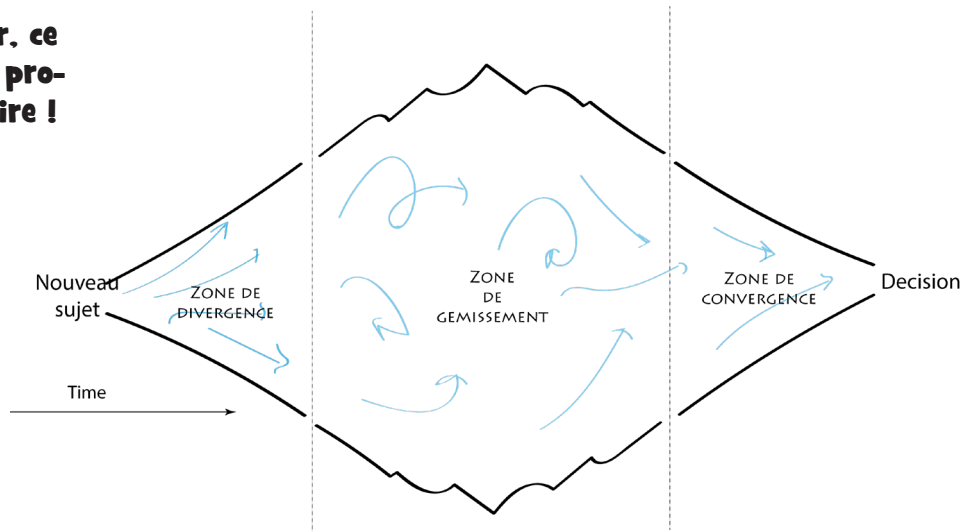 r, ce
pro-
ire !
Nouveau
sujet
ZONE DE
DIVERGENCE
ZONE
DE
GEMISSEMENT
ZONE DE
CONVERGENCE
Decision
Time